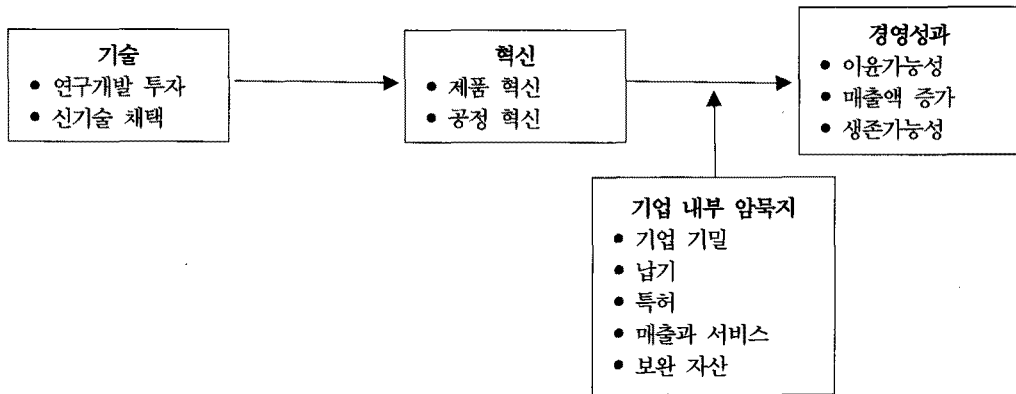 기술
● 연구개발 투자
● 신기술 채택
혁신
● 제품 혁신
● 공정 혁신
경영성과
● 이윤가능성
● 매출액 증가
● 생존가능성
기업 내부 암묵지
● 기업 기밀
● 납기
● 특허
● 매출과 서비스
● 보완 자산